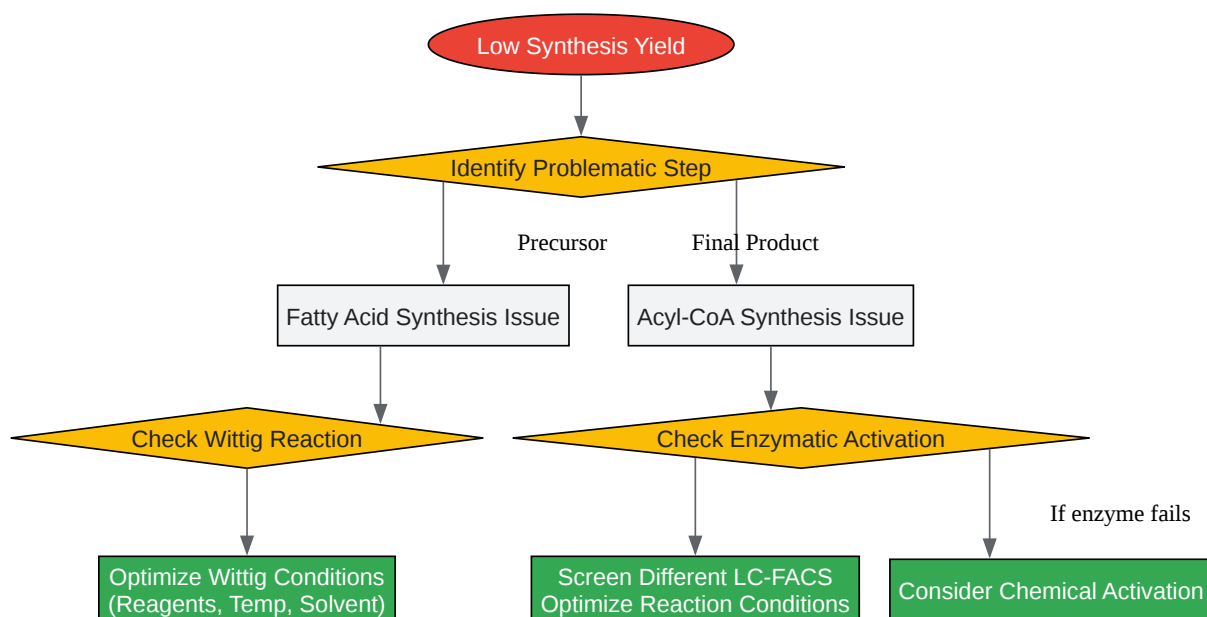 Low Synthesis Yield
Identify Problematic Step
Precursor
Final Product
Fatty Acid Synthesis Issue
Acyl-CoA Synthesis Issue
Check Wittig Reaction
Check Enzymatic Activation
If enzyme fails
Optimize Wittig Conditions
(Reagents, Temp, Solvent)
Screen Different LC-FACS
Optimize Reaction Conditions
Consider Chemical Activation